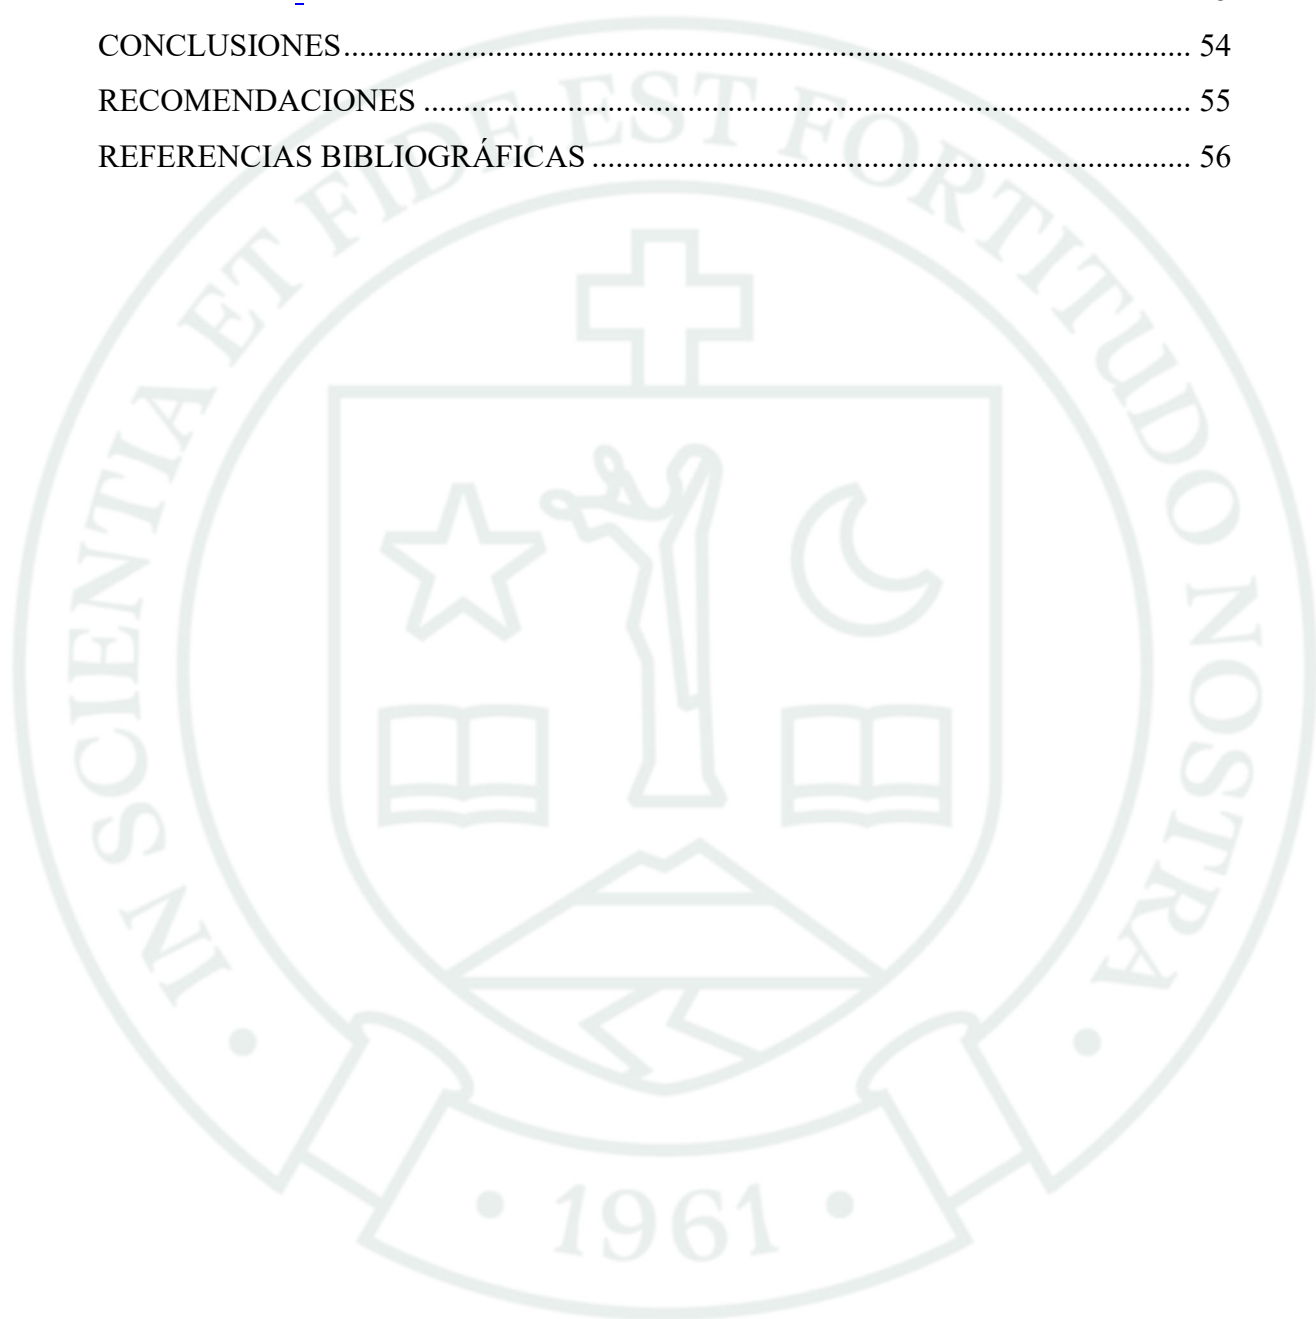 CONCLUSIONES.......................................................................................................... 54
RECOMENDACIONES ................................................................................................ 55
REFERENCIAS BIBLIOGRÁFICAS ........................................................................... 56
IN SCIENTIA ET FIDE EST FORTITUDO NOSTRA
• 1961 •